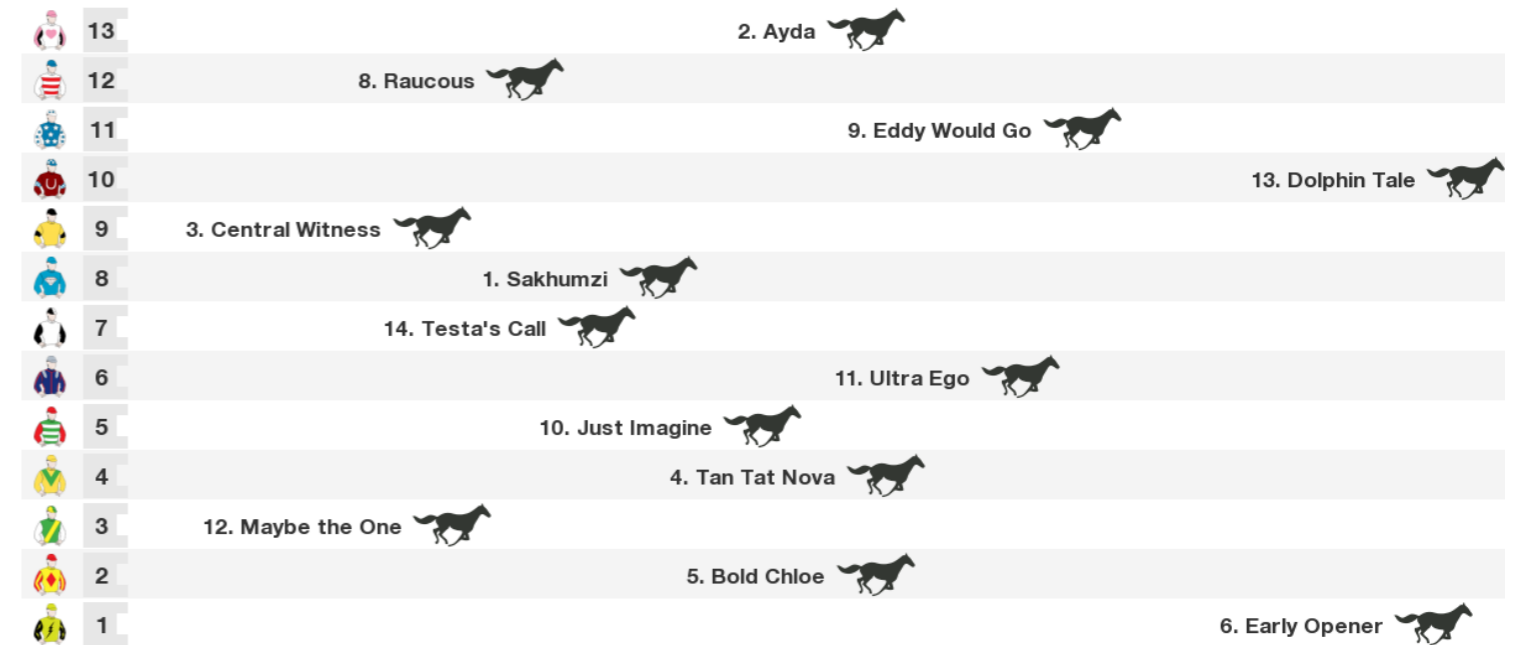 13 2. Ayda
12 8. Raucous
11 9. Eddy Would Go
10 13. Dolphin Tale
9 3. Central Witness
8 1. Sakhumzi
7 14. Testa's Call
6 11. Ultra Ego
5 10. Just Imagine
4 4. Tan Tat Nova
3 12. Maybe the One
2 5. Bold Chloe
1 6. Early Opener